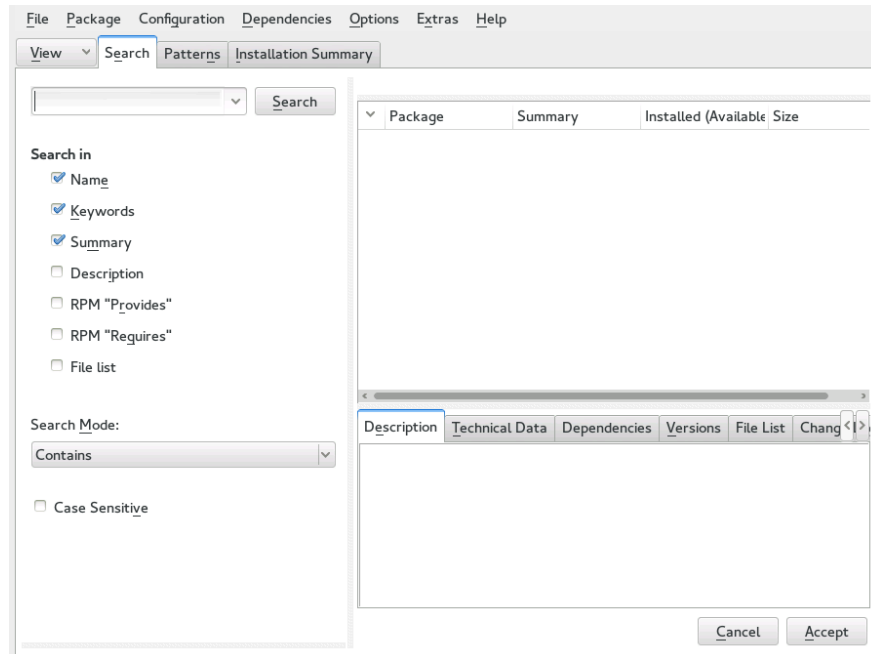 File Package Configuration Dependencies Options Extras Help
View Search Patterns Installation Summary
Search
Package Summary Installed (Available Size
Search in
Name
Keywords
Summary
Description
RPM "Provides"
RPM "Requires"
File list
Search Mode:
Contains
Case Sensitive
Description Technical Data Dependencies Versions File List Chang
Cancel Accept